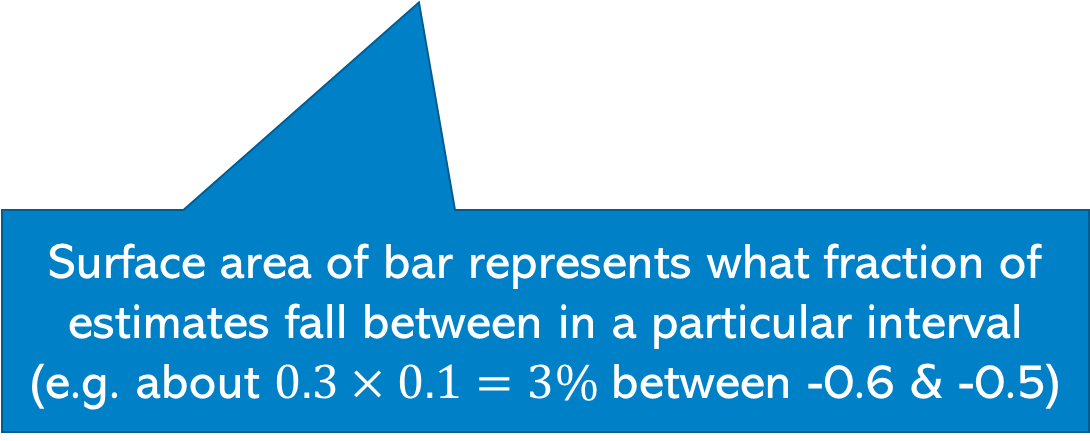 Surface area of bar represents what fraction of
estimates fall between in a particular interval
(e.g. about 0.3 × 0.1 = 3% between -0.6 & -0.5)